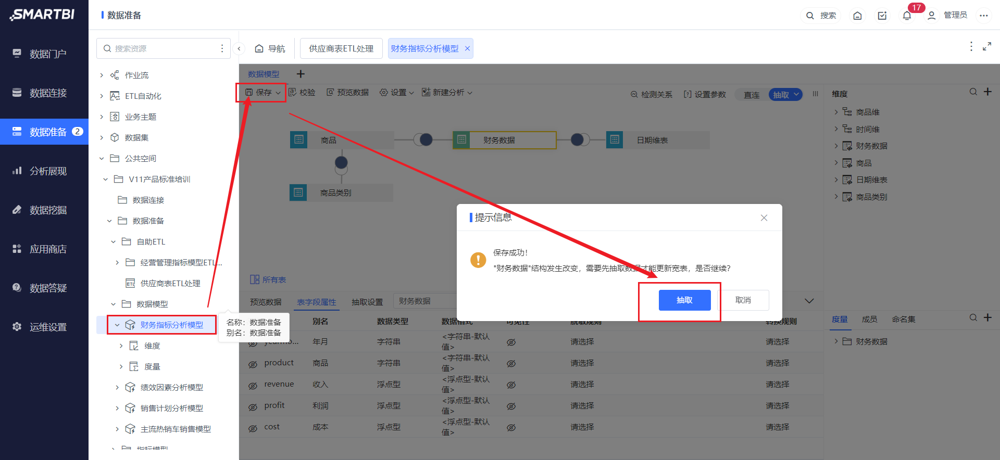 SMARTBI
数据门户
数据连接
数据准备 2
分析展现
数据挖掘
应用商店
数据答疑
运维设置
数据准备
搜索
17
管理员
搜索资源
导航
供应商表ETL处理
财务指标分析模型
作业流
ETL自动化
业务主题
数据集
公共空间
V11产品标准培训
数据连接
数据准备
自助ETL
经营管理指标模型ETL...
ETL 供应商表ETL处理
数据模型
财务指标分析模型
维度
度量
绩效因素分析模型
销售计划分析模型
主流热销车销售模型
指标模型
名称：数据准备
别名：数据准备
数据模型
保存 校验 预览数据 设置 新建分析
检测关系 设置参数 直连 抽取
商品
财务数据
日期维表
商品类别
维度
商品维
时间维
财务数据
商品
日期维表
商品类别
提示信息
保存成功！
"财务数据"结构发生改变，需要先抽取数据才能更新宽表，是否继续？
抽取 取消
所有表
预览数据 表字段属性 抽取设置 财务数据
别名 数据类型 数据格式 可见性 脱敏规则 转换规则
yearmo... 年月 字符串 <字符串-默认值> 请选择 请选择
product 商品 字符串 <字符串-默认值> 请选择 请选择
revenue 收入 浮点型 <浮点型-默认值> 请选择 请选择
profit 利润 浮点型 <浮点型-默认值> 请选择 请选择
cost 成本 浮点型 <浮点型-默认值> 请选择 请选择
度量 成员 命名集
财务数据